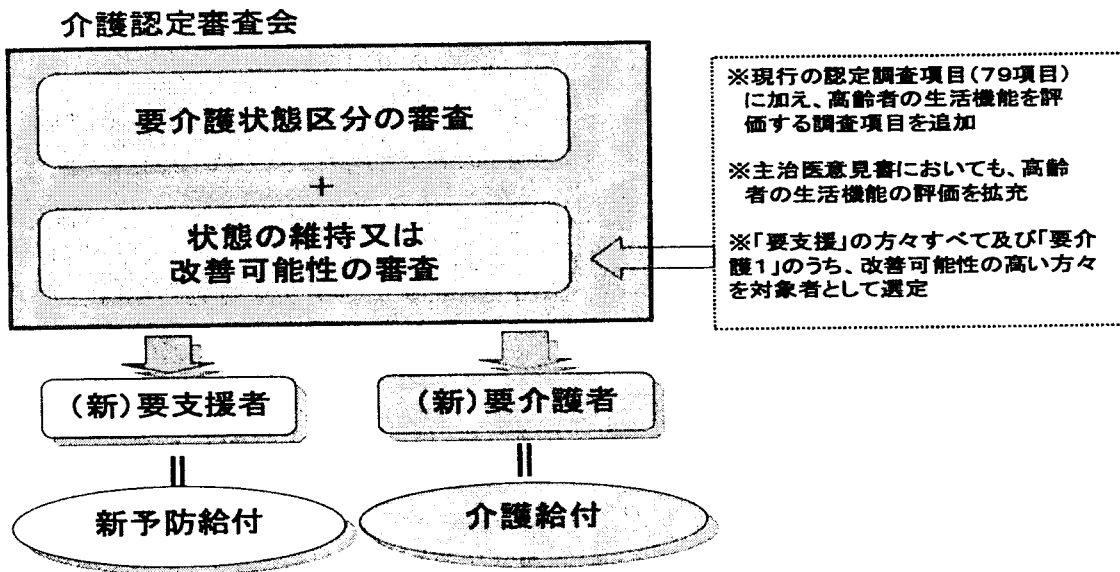 介護認定審査会
要介護状態区分の審査
+
状態の維持又は
改善可能性の審査
※現行の認定調査項目(79項目)
に加え、高齢者の生活機能を評
価する調査項目を追加
※主治医意見書においても、高齢
者の生活機能の評価を拡充
※「要支援」の方々すべて及び「要介
護1」のうち、改善可能性の高い方々
を対象者として選定
(新)要支援者
(新)要介護者
||
||
新予防給付
介護給付